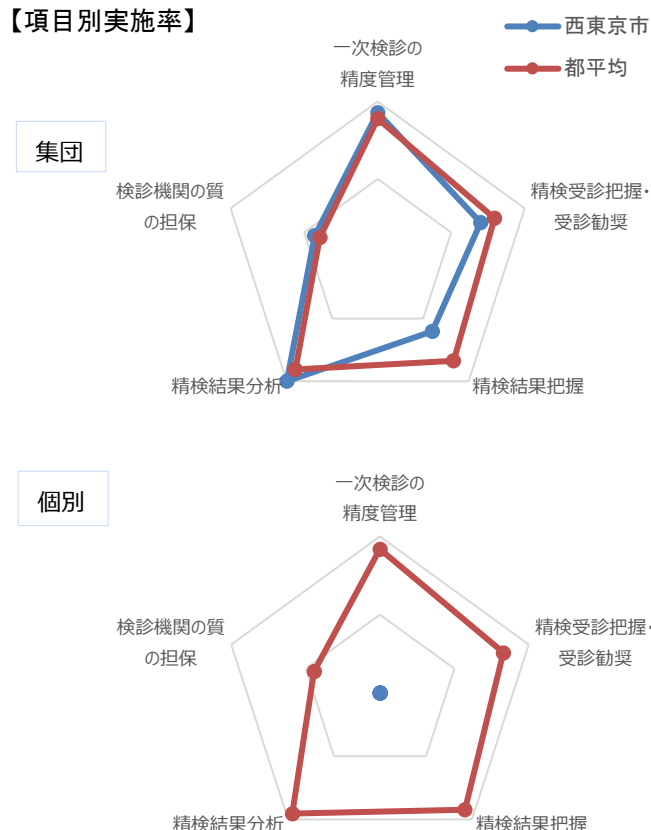 【項目別実施率】
西東京市
都平均
集団
一次検診の
精度管理
精検受診把握・
受診勧奨
精検結果把握
精検結果分析
検診機関の質
の担保
個別
一次検診の
精度管理
精検受診把握・
受診勧奨
精検結果把握
精検結果分析
検診機関の質
の担保